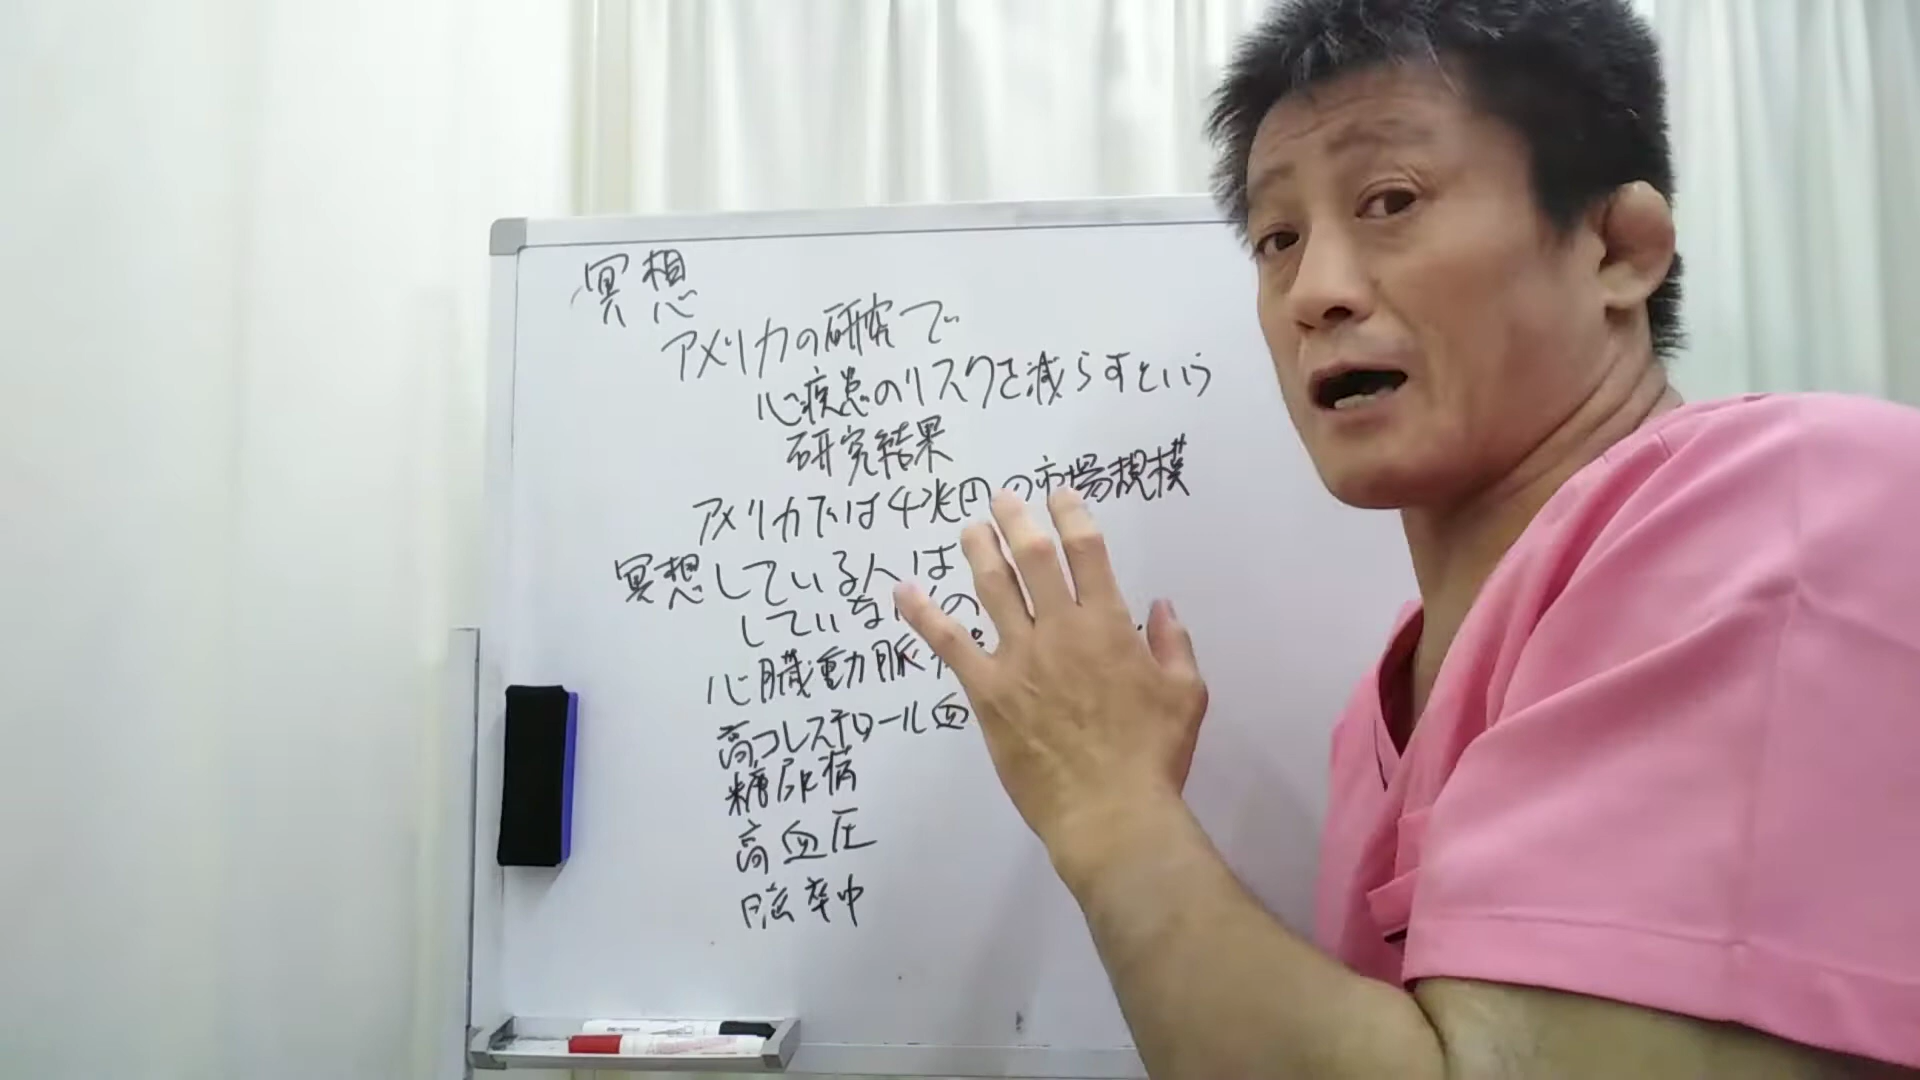 冥想
アメリカの研究で
心疾患のリスクを減らすという
研究結果
アメリカでは4兆円の市場規模
冥想している人は
していない
心臓動脈
高コレステロール血
糖尿病
高血圧
脳卒中